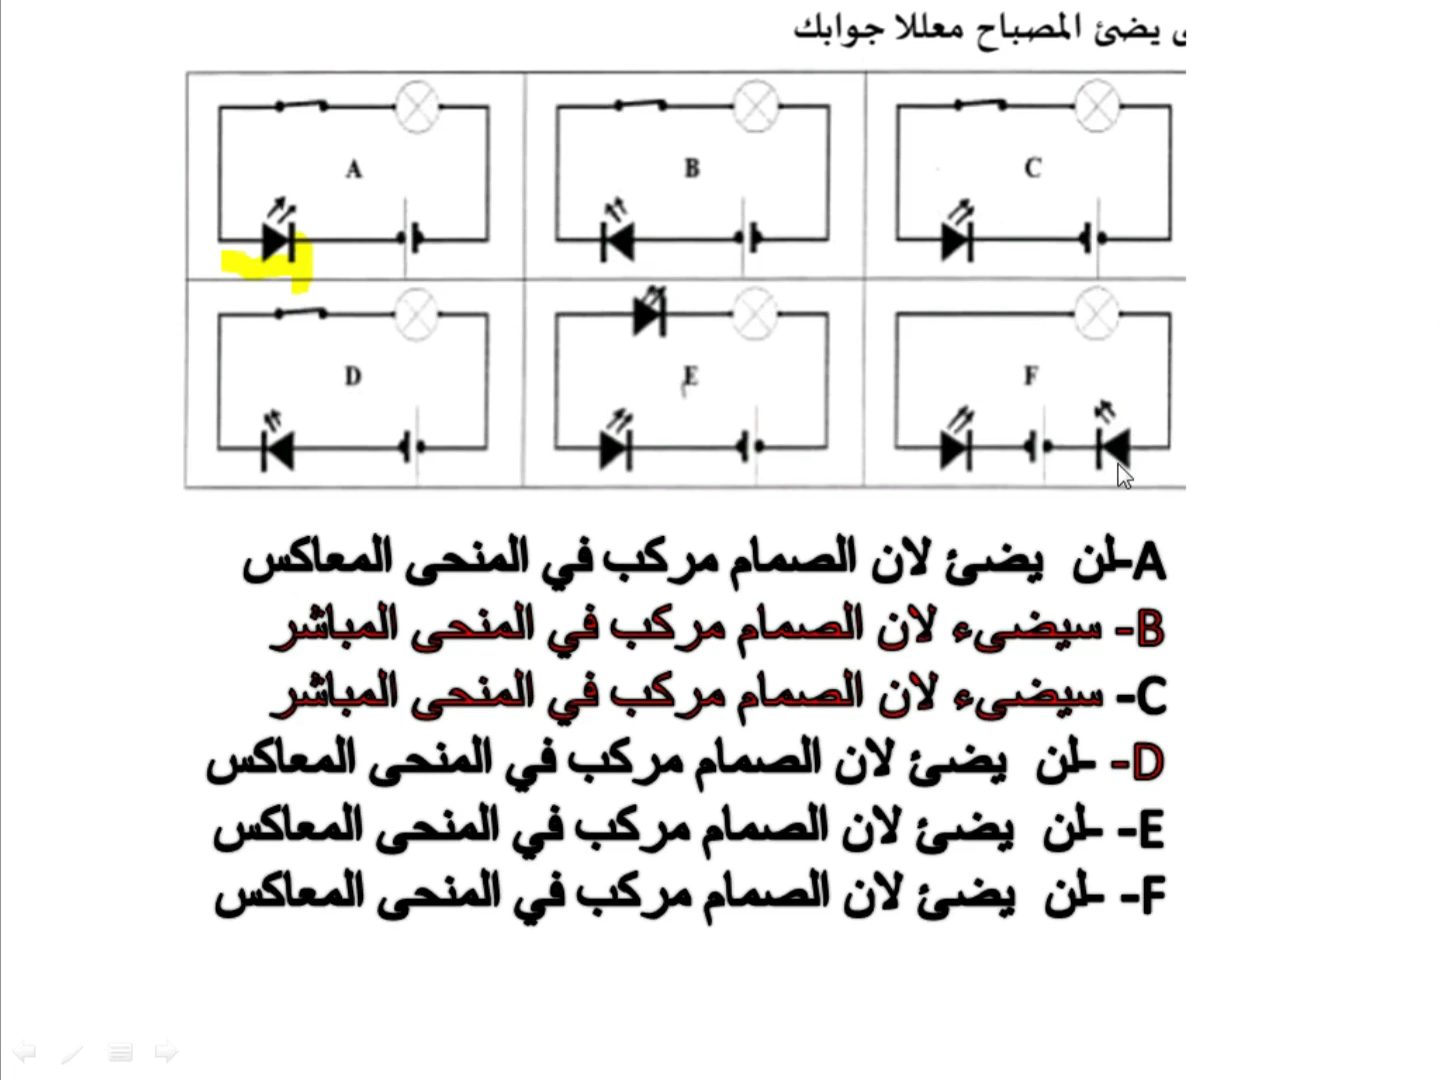 يضئ المصباح معللا جوابك
A B C
D E F
A-لن يضئ لان الصمام مركب في المنحى المعاكس
B- سيضىء لان الصمام مركب في المنحى المباشر
C- سيضىء لان الصمام مركب في المنحى المباشر
D- -لن يضئ لان الصمام مركب في المنحى المعاكس
E- -لن يضئ لان الصمام مركب في المنحى المعاكس
F- -لن يضئ لان الصمام مركب في المنحى المعاكس